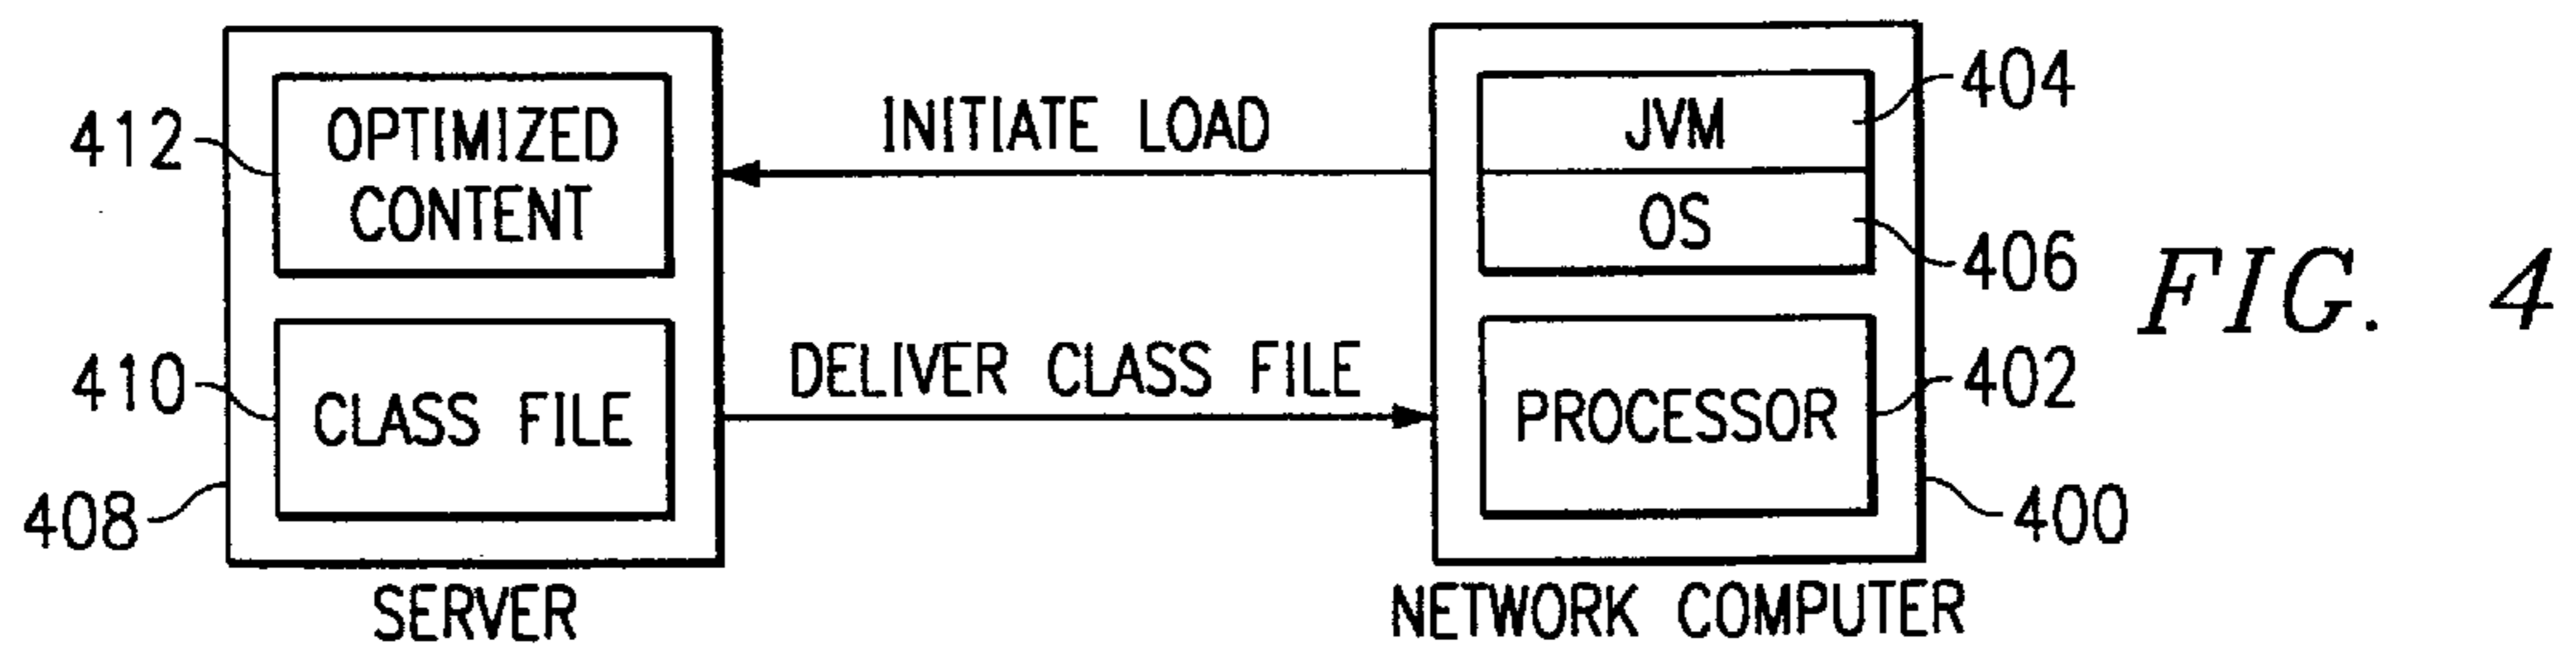 412
OPTIMIZED
CONTENT
410
CLASS FILE
408
SERVER
INITIATE LOAD
DELIVER CLASS FILE
JVM
404
OS
406
PROCESSOR
402
400
NETWORK COMPUTER
FIG. 4